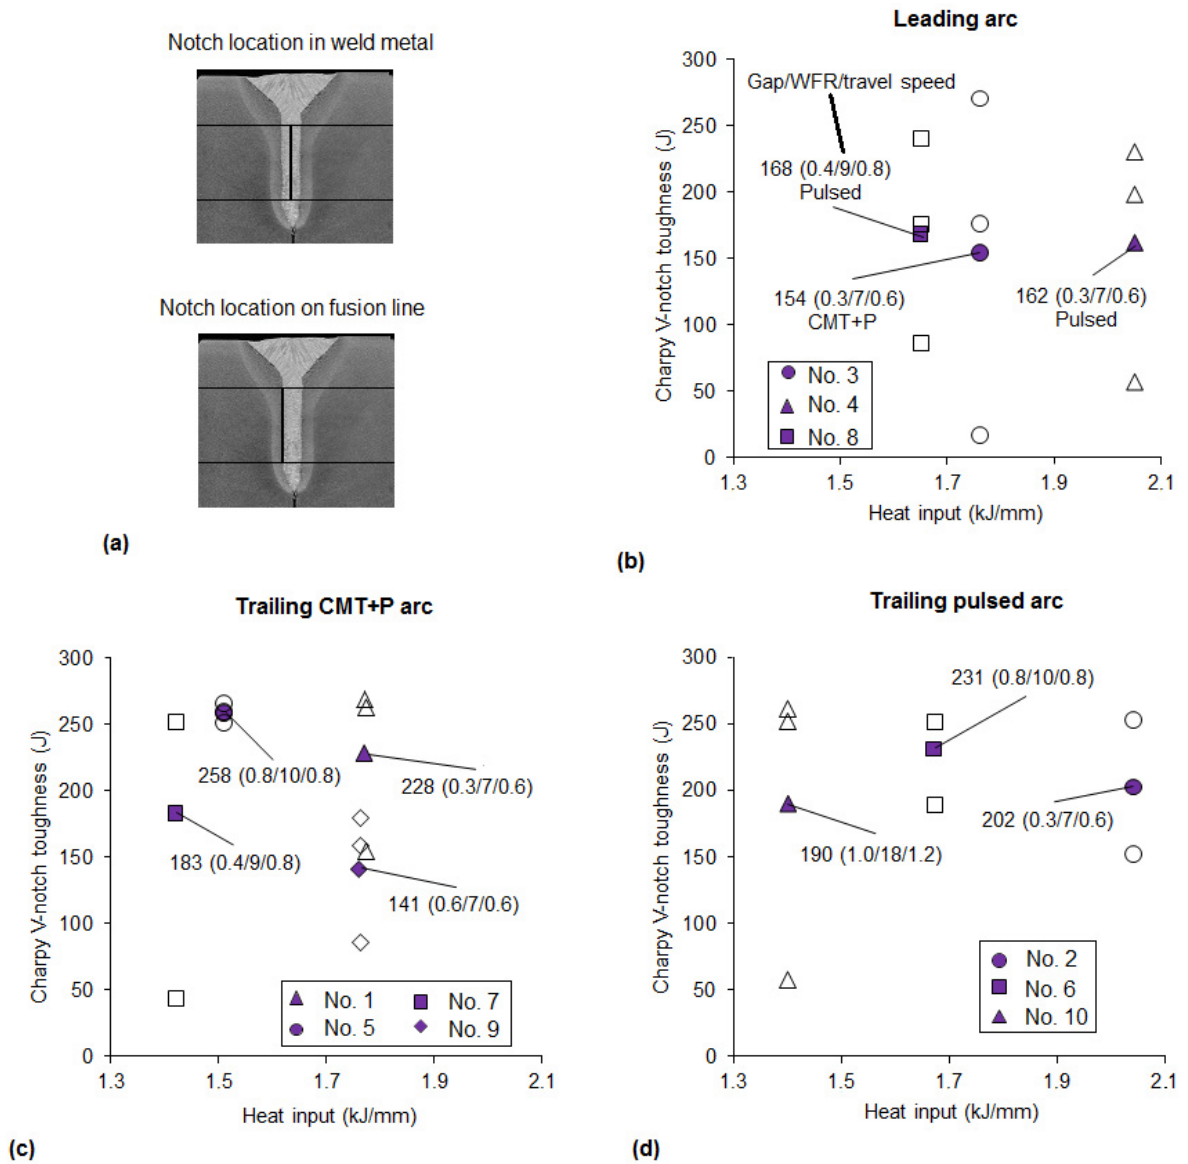 Notch location in weld metal
Notch location on fusion line
(a)
Leading arc
Charpy V-notch toughness (J)
300
250
200
150
100
50
0
Gap/WFR/travel speed
168 (0.4/9/0.8)
Pulsed
154 (0.3/7/0.6)
CMT+P
162 (0.3/7/0.6)
Pulsed
No. 3
No. 4
No. 8
1.3 1.5 1.7 1.9 2.1
Heat input (kJ/mm)
(b)
Trailing CMT+P arc
Charpy V-notch toughness (J)
300
250
200
150
100
50
0
258 (0.8/10/0.8)
228 (0.3/7/0.6)
183 (0.4/9/0.8)
141 (0.6/7/0.6)
No. 1 No. 7
No. 5 No. 9
1.3 1.5 1.7 1.9 2.1
Heat input (kJ/mm)
(c)
Trailing pulsed arc
Charpy V-notch toughness (J)
300
250
200
150
100
50
0
231 (0.8/10/0.8)
202 (0.3/7/0.6)
190 (1.0/18/1.2)
No. 2
No. 6
No. 10
1.3 1.5 1.7 1.9 2.1
Heat input (kJ/mm)
(d)